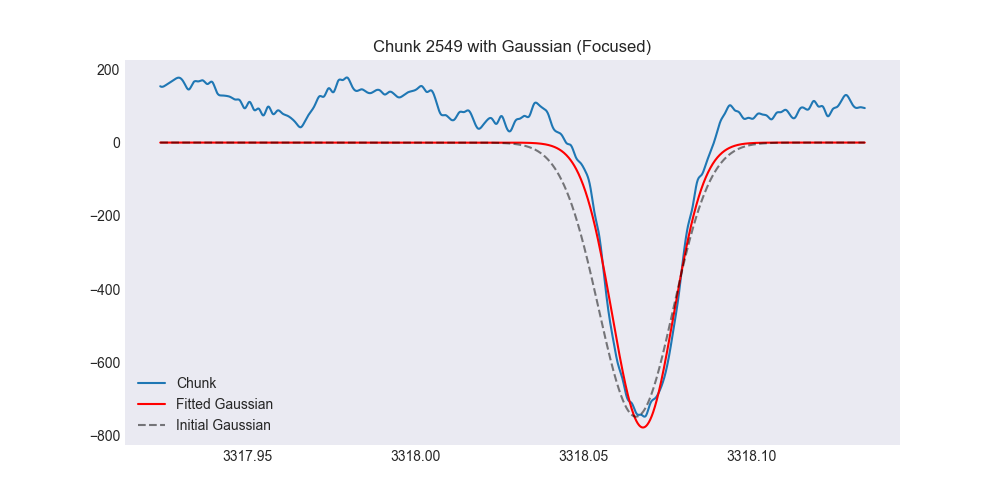 Chunk 2549 with Gaussian (Focused)
200
0
−200
−400
−600
−800
Chunk
Fitted Gaussian
Initial Gaussian
3317.95 3318.00 3318.05 3318.10